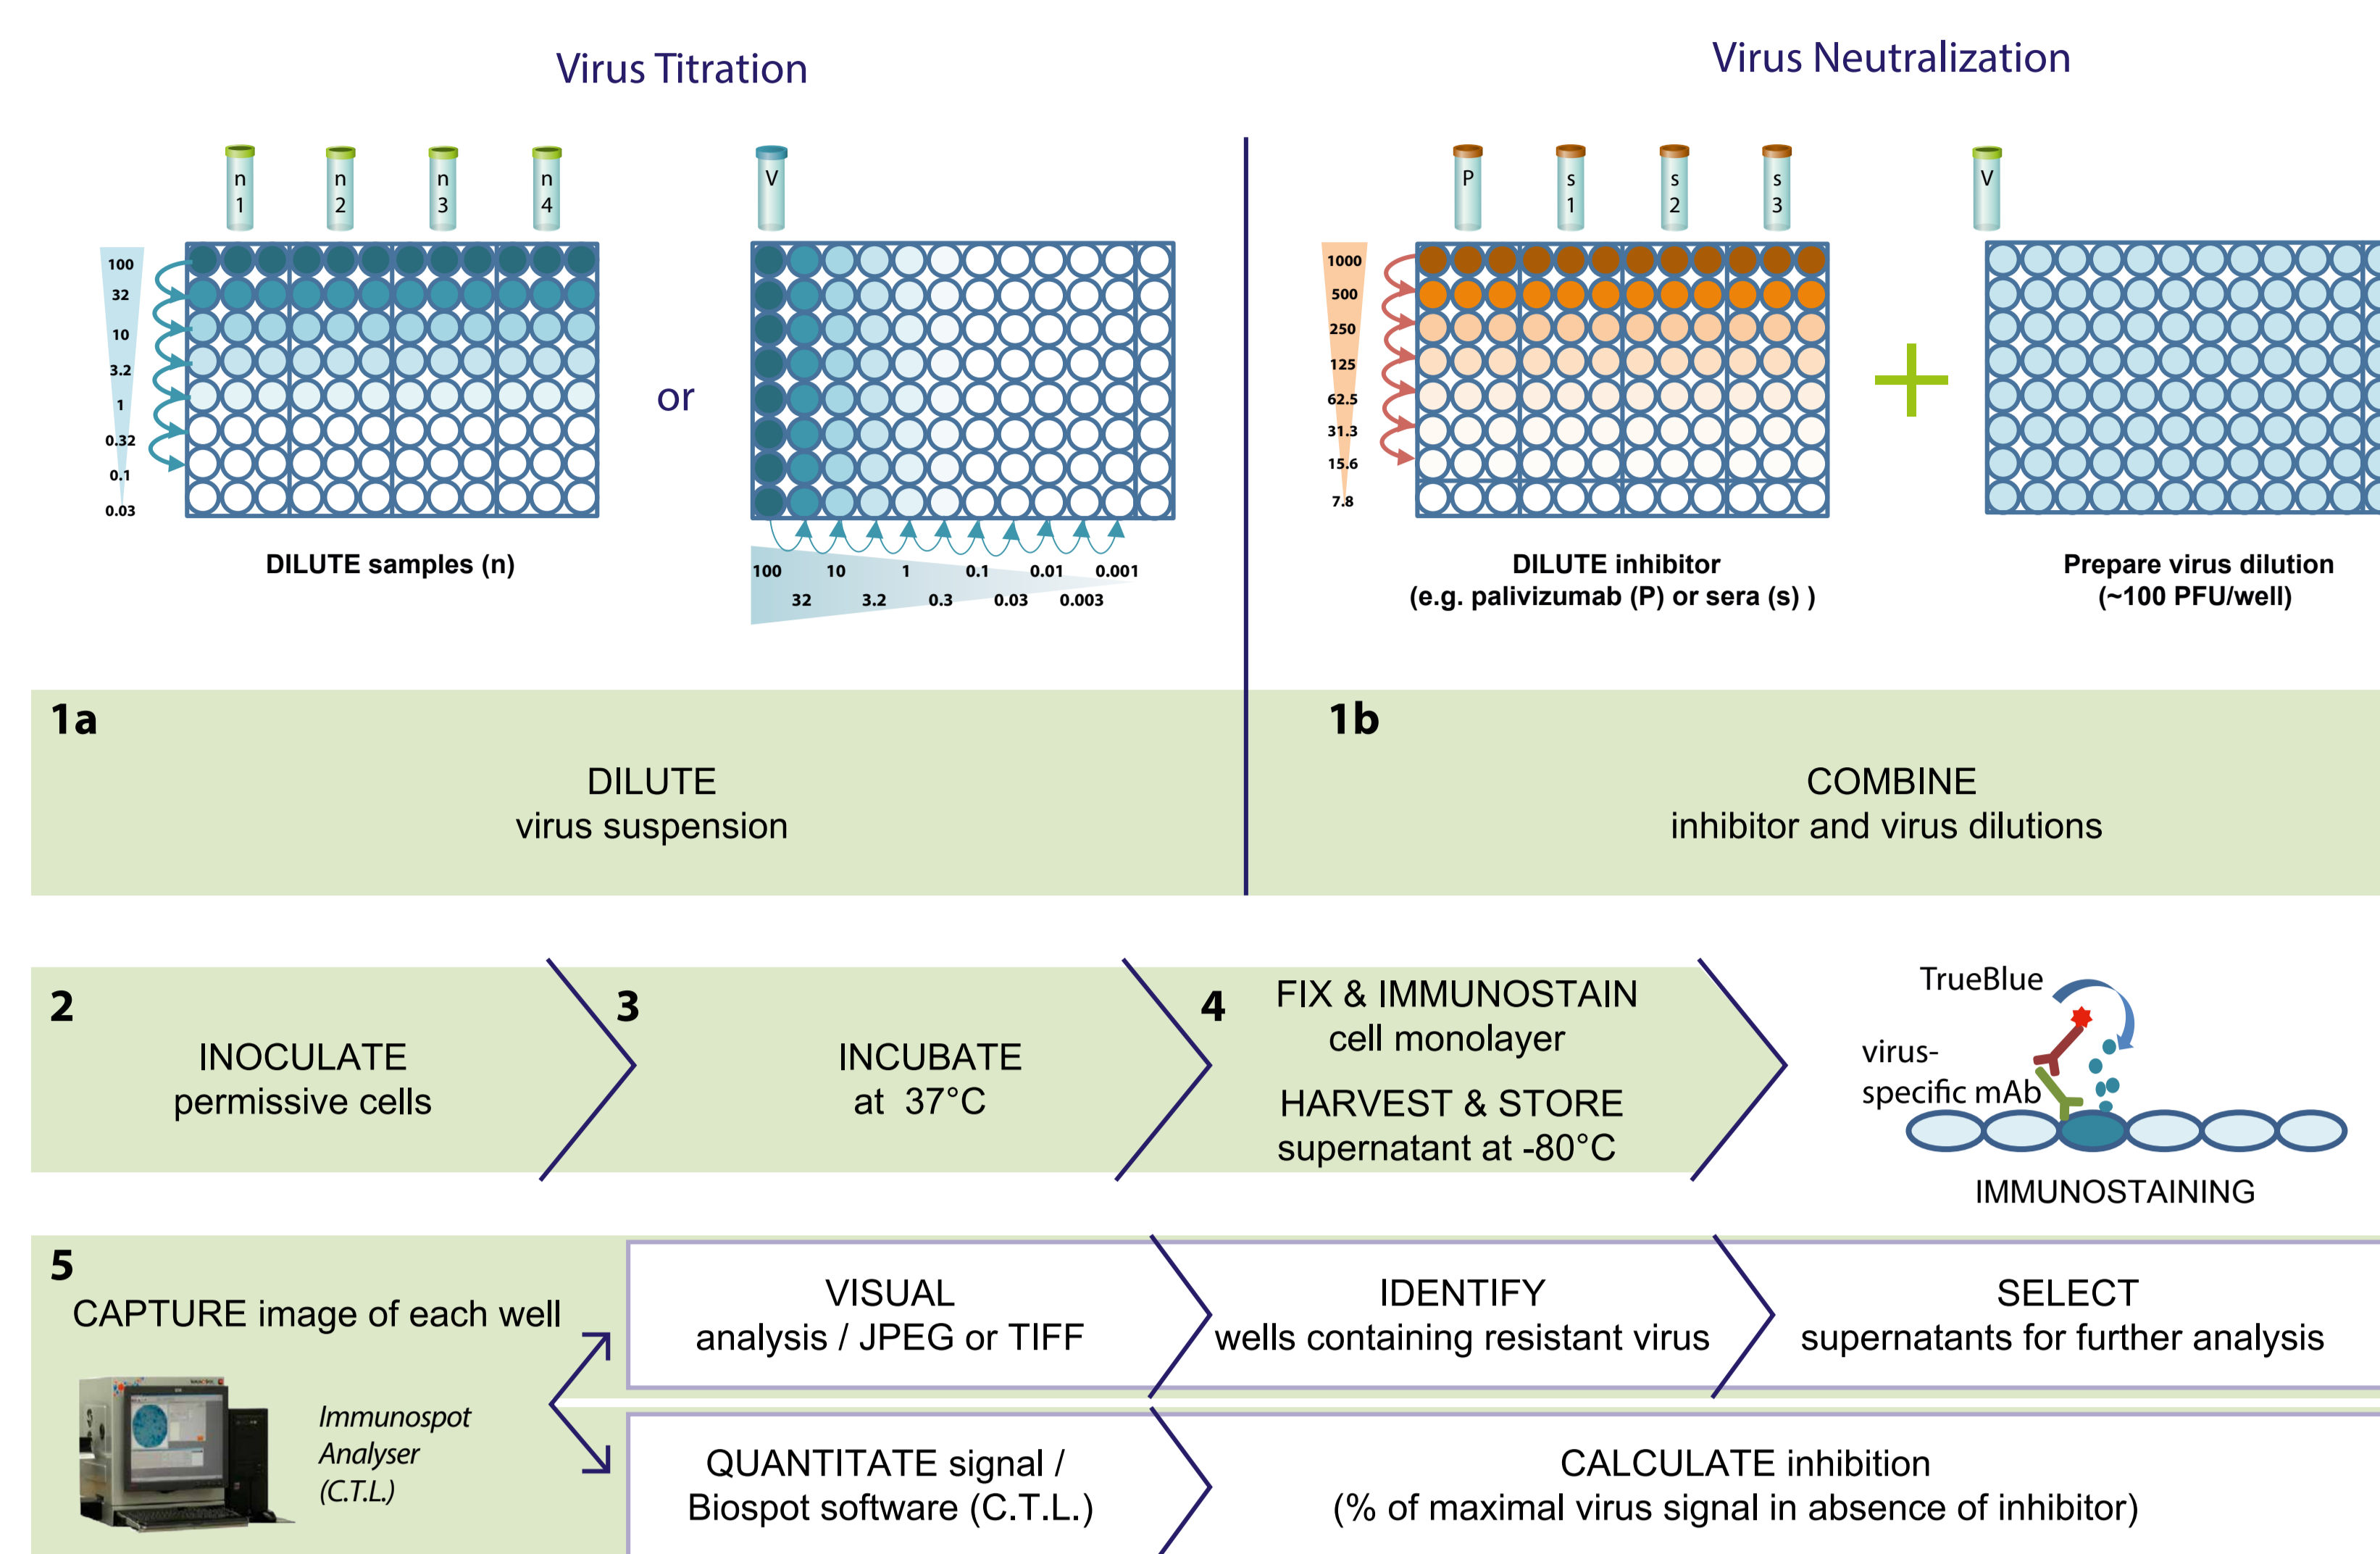 Virus Titration
n
1
n
2
n
3
n
4
V
100
32
10
3.2
1
0.32
0.1
0.03
or
DILUTE samples (n)
100
10
1
0.1
0.01
0.001
32
3.2
0.3
0.03
0.003
Virus Neutralization
P
s
1
s
2
s
3
V
1000
500
250
125
62.5
31.3
15.6
7.8
DILUTE inhibitor
(e.g. palivizumab (P) or sera (s) )
Prepare virus dilution
(~100 PFU/well)
1a
DILUTE
virus suspension
1b
COMBINE
inhibitor and virus dilutions
2
INOCULATE
permissive cells
3
INCUBATE
at 37°C
4
FIX & IMMUNOSTAIN
cell monolayer
HARVEST & STORE
supernatant at -80°C
TrueBlue
virus-
specific mAb
IMMUNOSTAINING
5
CAPTURE image of each well
Immunospot
Analyser
(C.T.L.)
VISUAL
analysis / JPEG or TIFF
IDENTIFY
wells containing resistant virus
SELECT
supernatants for further analysis
QUANTITATE signal /
Biospot software (C.T.L.)
CALCULATE inhibition
(% of maximal virus signal in absence of inhibitor)